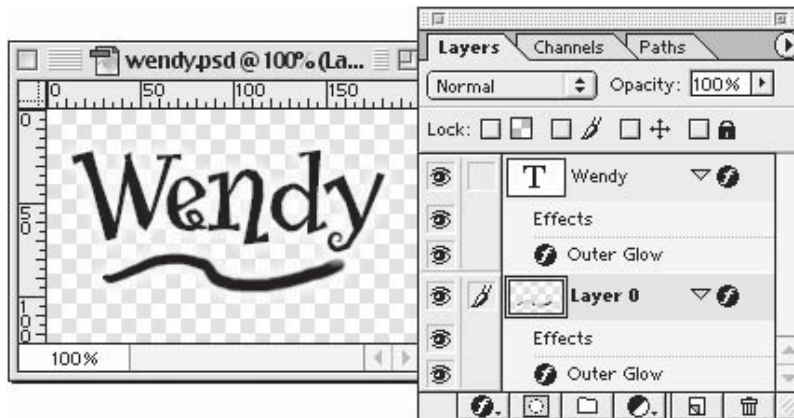 wendy.psd @ 100% (La...
0 50 100 150
0
50
100
Wendy
100%
Layers Channels Paths
Normal Opacity: 100%
Lock:
T Wendy
Effects
Outer Glow
Layer 0
Effects
Outer Glow